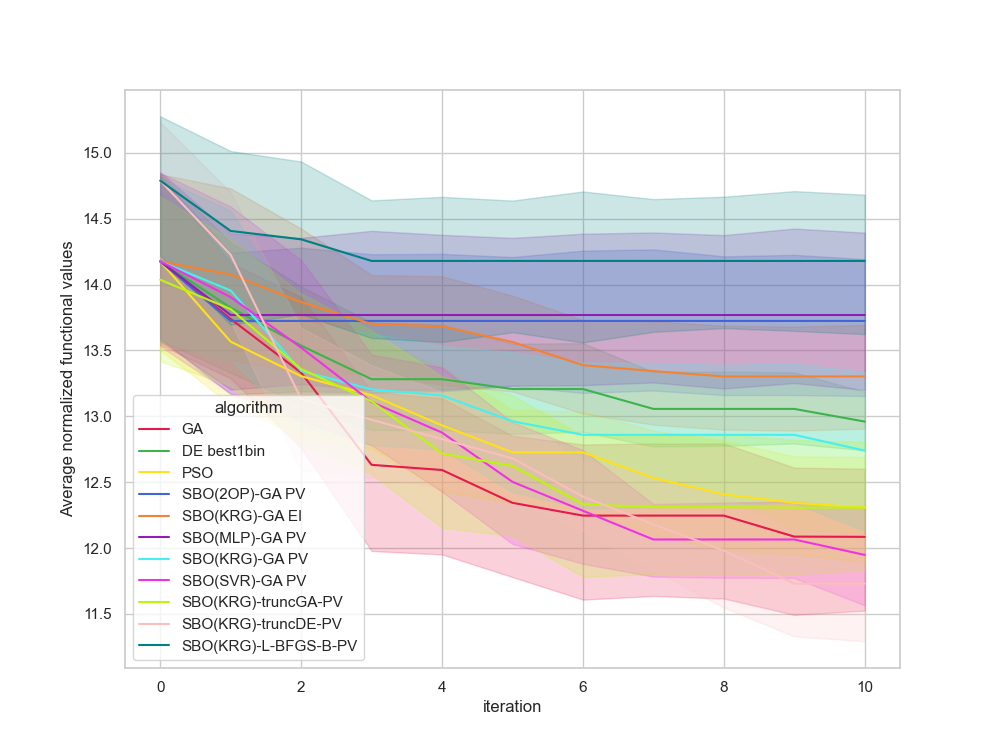 15.0
14.5
14.0
13.5
13.0
12.5
12.0
11.5
Average normalized functional values
algorithm
GA
DE best1bin
PSO
SBO(2OP)-GA PV
SBO(KRG)-GA EI
SBO(MLP)-GA PV
SBO(KRG)-GA PV
SBO(SVR)-GA PV
SBO(KRG)-truncGA-PV
SBO(KRG)-truncDE-PV
SBO(KRG)-L-BFGS-B-PV
0 2 4 6 8 10
iteration